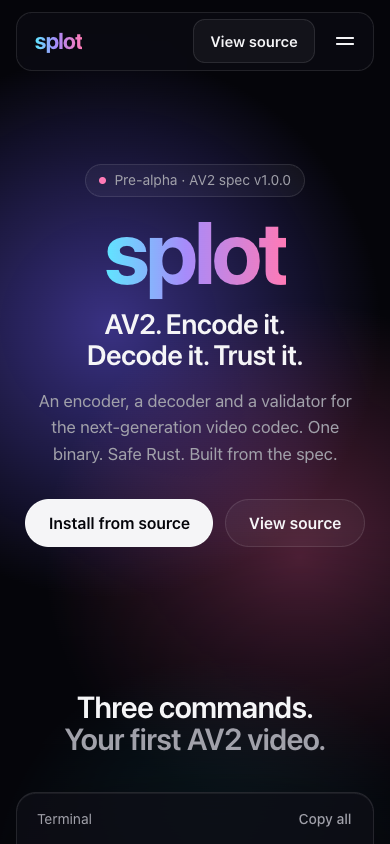 splot
View source
Pre-alpha · AV2 spec v1.0.0
splot
AV2. Encode it.
Decode it. Trust it.
An encoder, a decoder and a validator for
the next-generation video codec. One
binary. Safe Rust. Built from the spec.
Install from source
View source
Three commands.
Your first AV2 video.
Terminal
Copy all